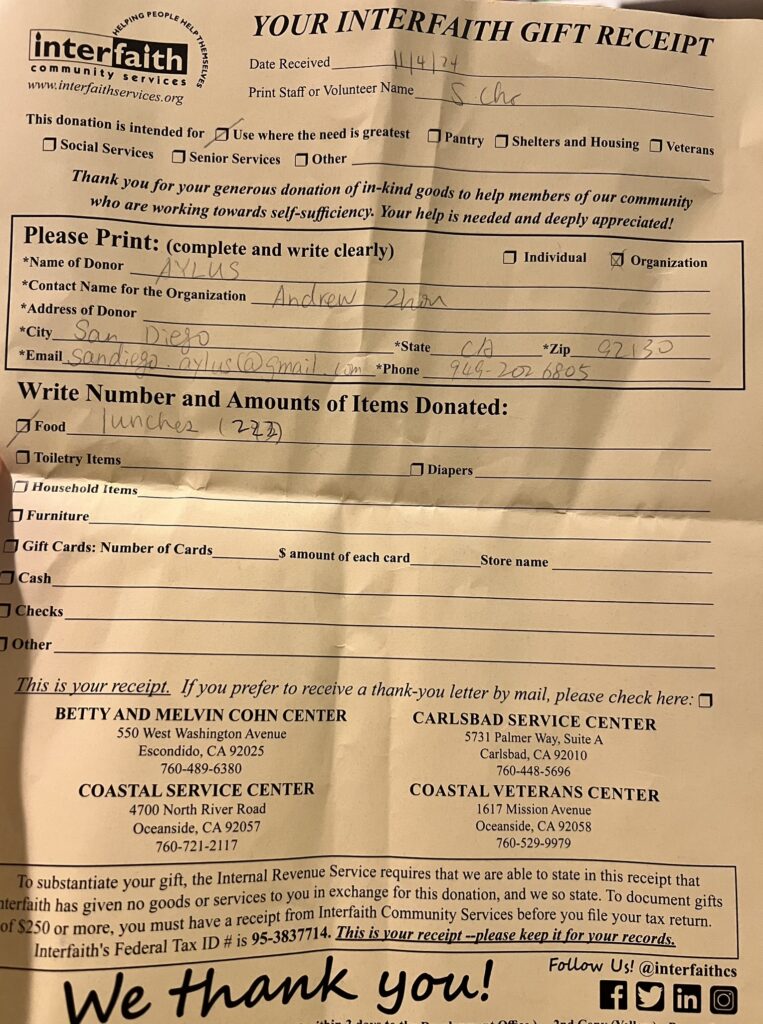 HELPING PEOPLE HELP THEMSELVES
interfaith
community services
www.interfaithservices.org
YOUR INTERFAITH GIFT RECEIPT
Date Received 11/4/24
Print Staff or Volunteer Name S Cho
This donation is intended for Use where the need is greatest Pantry Shelters and Housing Veterans
Social Services Senior Services Other
Thank you for your generous donation of in-kind goods to help members of our community
who are working towards self-sufficiency. Your help is needed and deeply appreciated!
Please Print: (complete and write clearly) Individual Organization
*Name of Donor AYLUS
*Contact Name for the Organization Andrew Zhou
*Address of Donor
*City San Diego *State CA *Zip 92130
*Email sandiego.aylus@gmail.com *Phone 949-202 6805
Write Number and Amounts of Items Donated:
Food lunches
Toiletry Items Diapers
Household Items
Furniture
Gift Cards: Number of Cards $ amount of each card Store name
Cash
Checks
Other
This is your receipt. If you prefer to receive a thank-you letter by mail, please check here:
BETTY AND MELVIN COHN CENTER
550 West Washington Avenue
Escondido, CA 92025
760-489-6380
CARLSBAD SERVICE CENTER
5731 Palmer Way, Suite A
Carlsbad, CA 92010
760-448-5696
COASTAL SERVICE CENTER
4700 North River Road
Oceanside, CA 92057
760-721-2117
COASTAL VETERANS CENTER
1617 Mission Avenue
Oceanside, CA 92058
760-529-9979
To substantiate your gift, the Internal Revenue Service requires that we are able to state in this receipt that
nterfaith has given no goods or services to you in exchange for this donation, and we so state. To document gifts
of $250 or more, you must have a receipt from Interfaith Community Services before you file your tax return.
Interfaith's Federal Tax ID # is 95-3837714. This is your receipt --please keep it for your records.
We thank you!
Follow Us! @interfaithcs